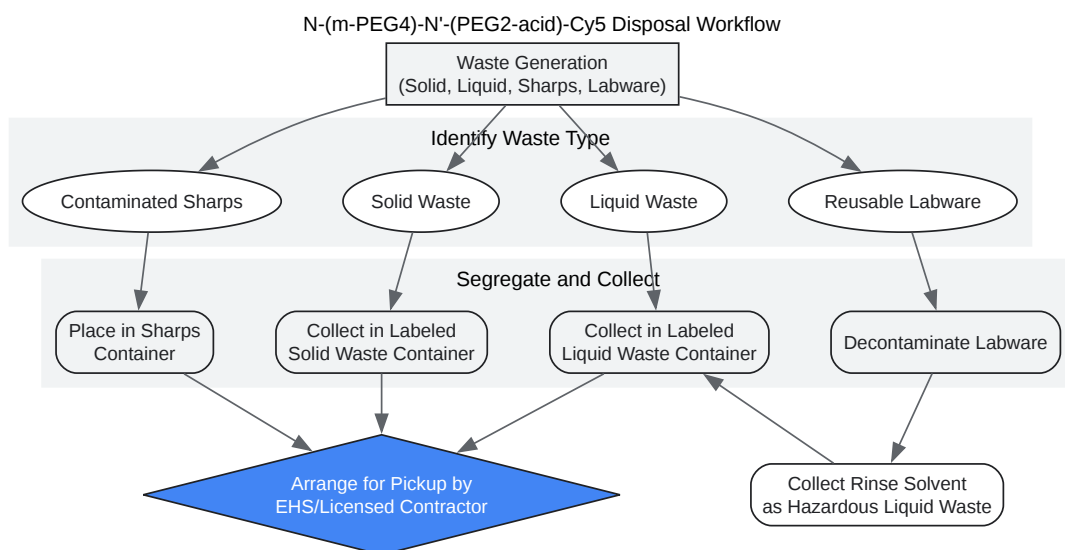 N-(m-PEG4)-N'-(PEG2-acid)-Cy5 Disposal Workflow
Waste Generation
(Solid, Liquid, Sharps, Labware)
Identify Waste Type
Contaminated Sharps
Solid Waste
Liquid Waste
Reusable Labware
Segregate and Collect
Place in Sharps
Container
Collect in Labeled
Solid Waste Container
Collect in Labeled
Liquid Waste Container
Decontaminate Labware
Arrange for Pickup by
EHS/Licensed Contractor
Collect Rinse Solvent
as Hazardous Liquid Waste